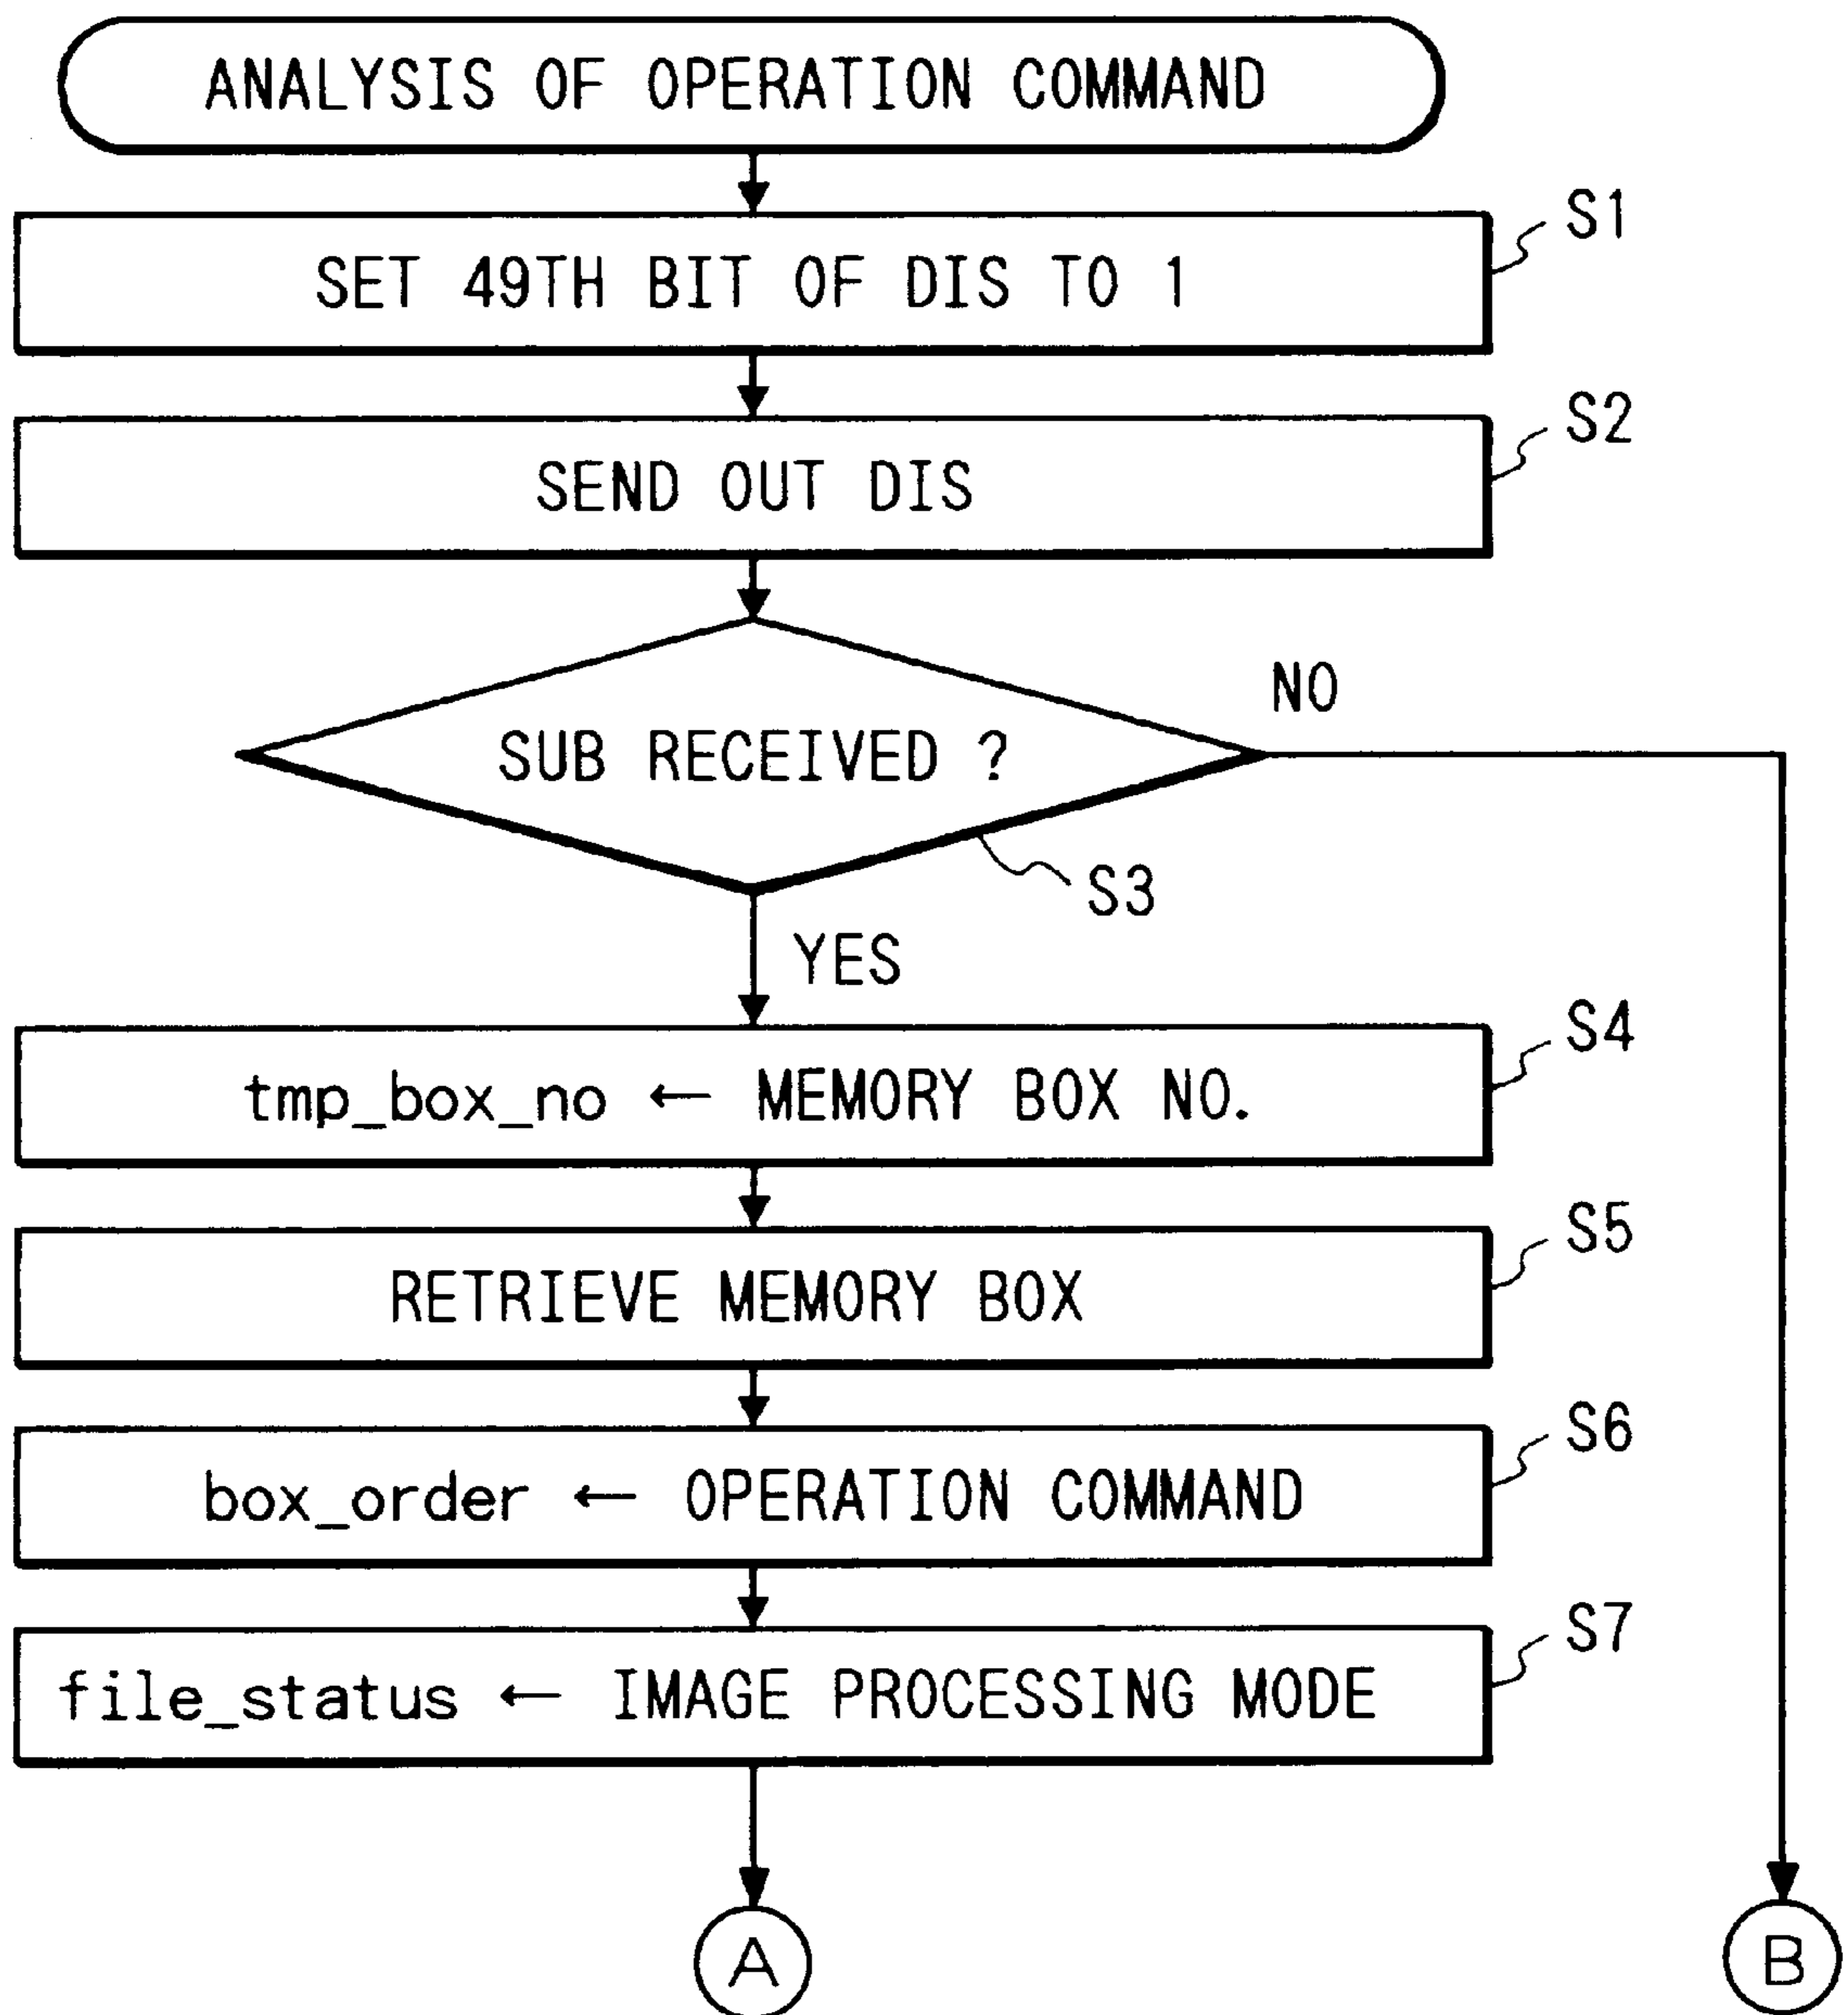 ANALYSIS OF OPERATION COMMAND
S1
SET 49TH BIT OF DIS TO 1
S2
SEND OUT DIS
NO
SUB RECEIVED ?
S3
YES
S4
tmp_box_no ← MEMORY BOX NO.
S5
RETRIEVE MEMORY BOX
S6
box_order ← OPERATION COMMAND
S7
file_status ← IMAGE PROCESSING MODE
A
B